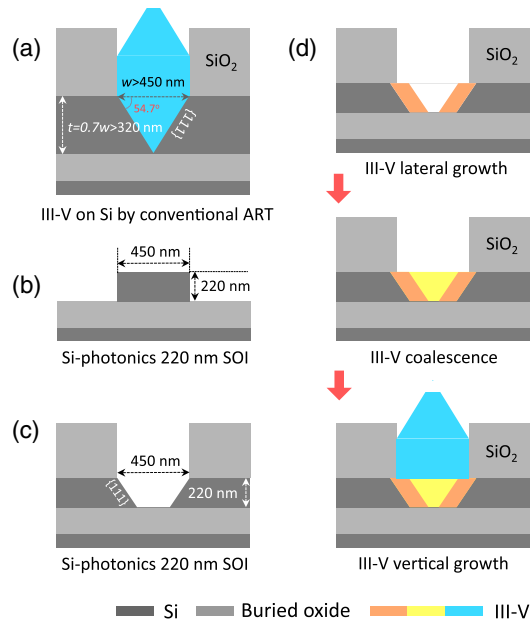 (a)
SiO2
w>450 nm
54.7°
t=0.7w>320 nm
{111}
III-V on Si by conventional ART
(b)
450 nm
220 nm
Si-photonics 220 nm SOI
(c)
450 nm
{111}
220 nm
Si-photonics 220 nm SOI
(d)
SiO2
III-V lateral growth
SiO2
III-V coalescence
SiO2
III-V vertical growth
Si
Buried oxide
III-V